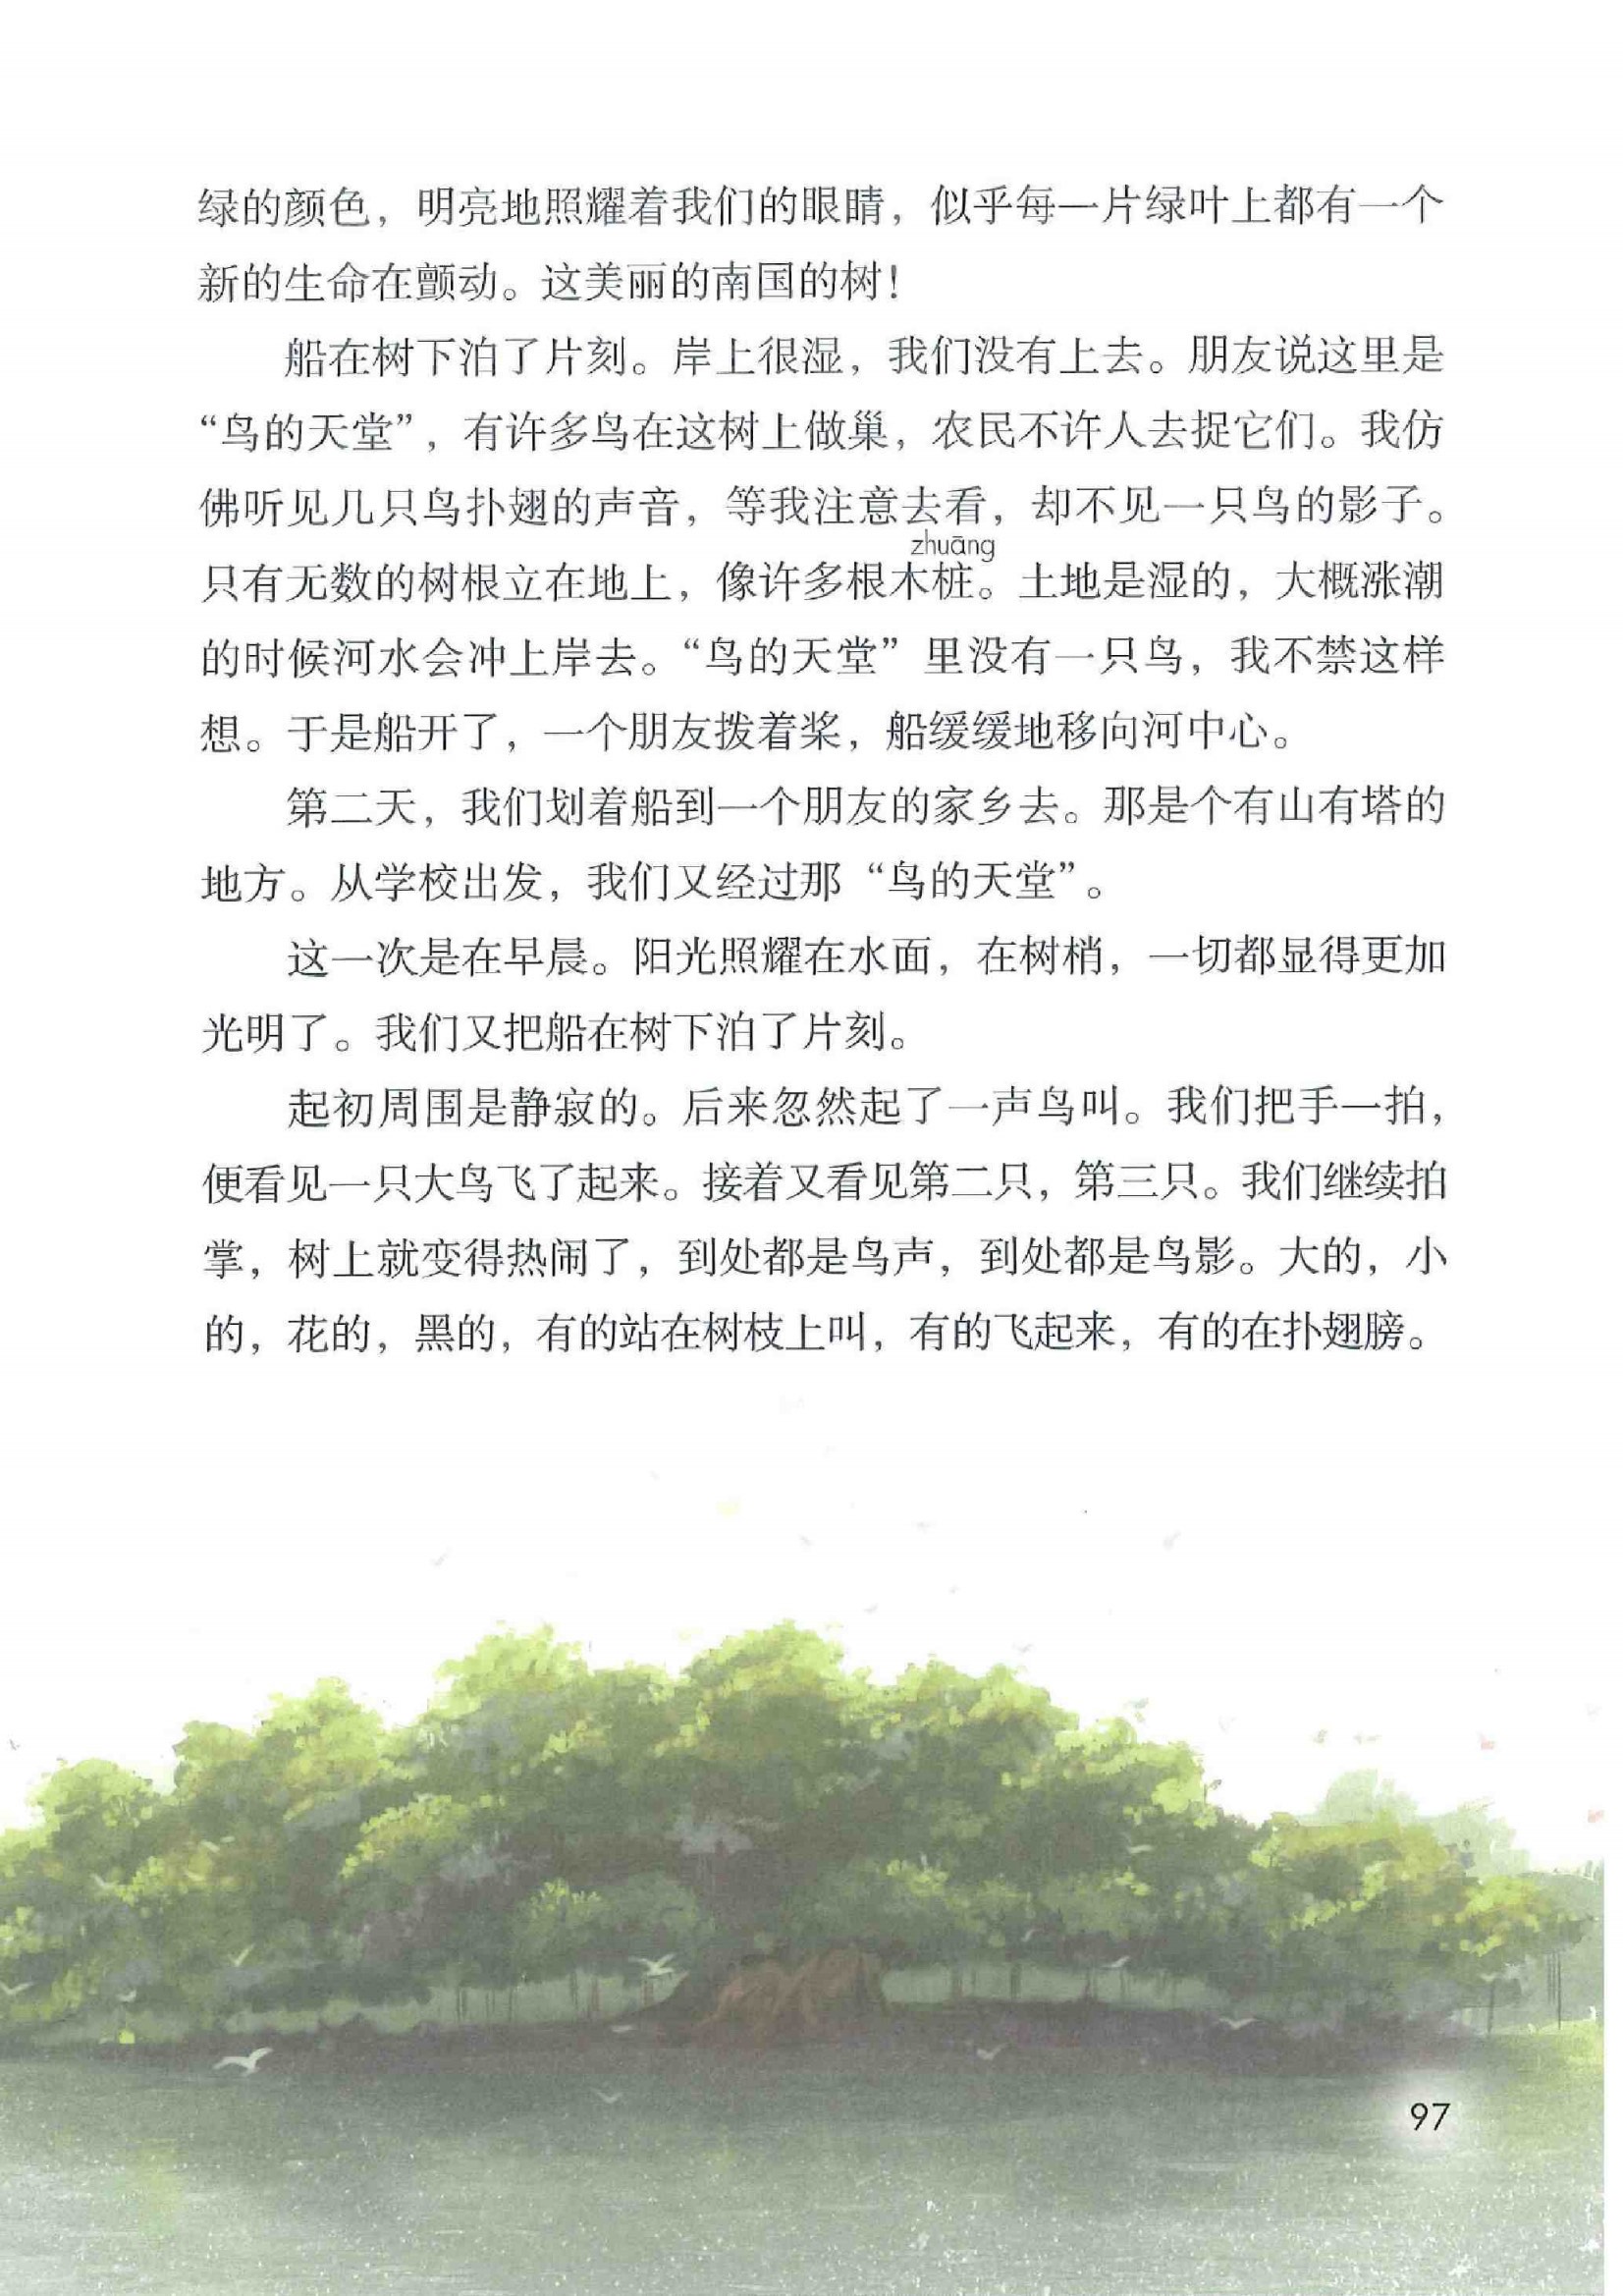 绿的颜色，明亮地照耀着我们的眼睛，似乎每一片绿叶上都有一个
新的生命在颤动。这美丽的南国的树！
船在树下泊了片刻。岸上很湿，我们没有上去。朋友说这里是
“鸟的天堂”，有许多鸟在这树上做巢，农民不许人去捉它们。我仿
佛听见几只鸟扑翅的声音，等我注意去看，却不见一只鸟的影子。
zhuāng
只有无数的树根立在地上，像许多根木桩。土地是湿的，大概涨潮
的时候河水会冲上岸去。“鸟的天堂”里没有一只鸟，我不禁这样
想。于是船开了，一个朋友拨着桨，船缓缓地移向河中心。
第二天，我们划着船到一个朋友的家乡去。那是个有山有塔的
地方。从学校出发，我们又经过那“鸟的天堂”。
这一次是在早晨。阳光照耀在水面，在树梢，一切都显得更加
光明了。我们又把船在树下泊了片刻。
起初周围是静寂的。后来忽然起了一声鸟叫。我们把手一拍，
便看见一只大鸟飞了起来。接着又看见第二只，第三只。我们继续拍
掌，树上就变得热闹了，到处都是鸟声，到处都是鸟影。大的，小
的，花的，黑的，有的站在树枝上叫，有的飞起来，有的在扑翅膀。
97